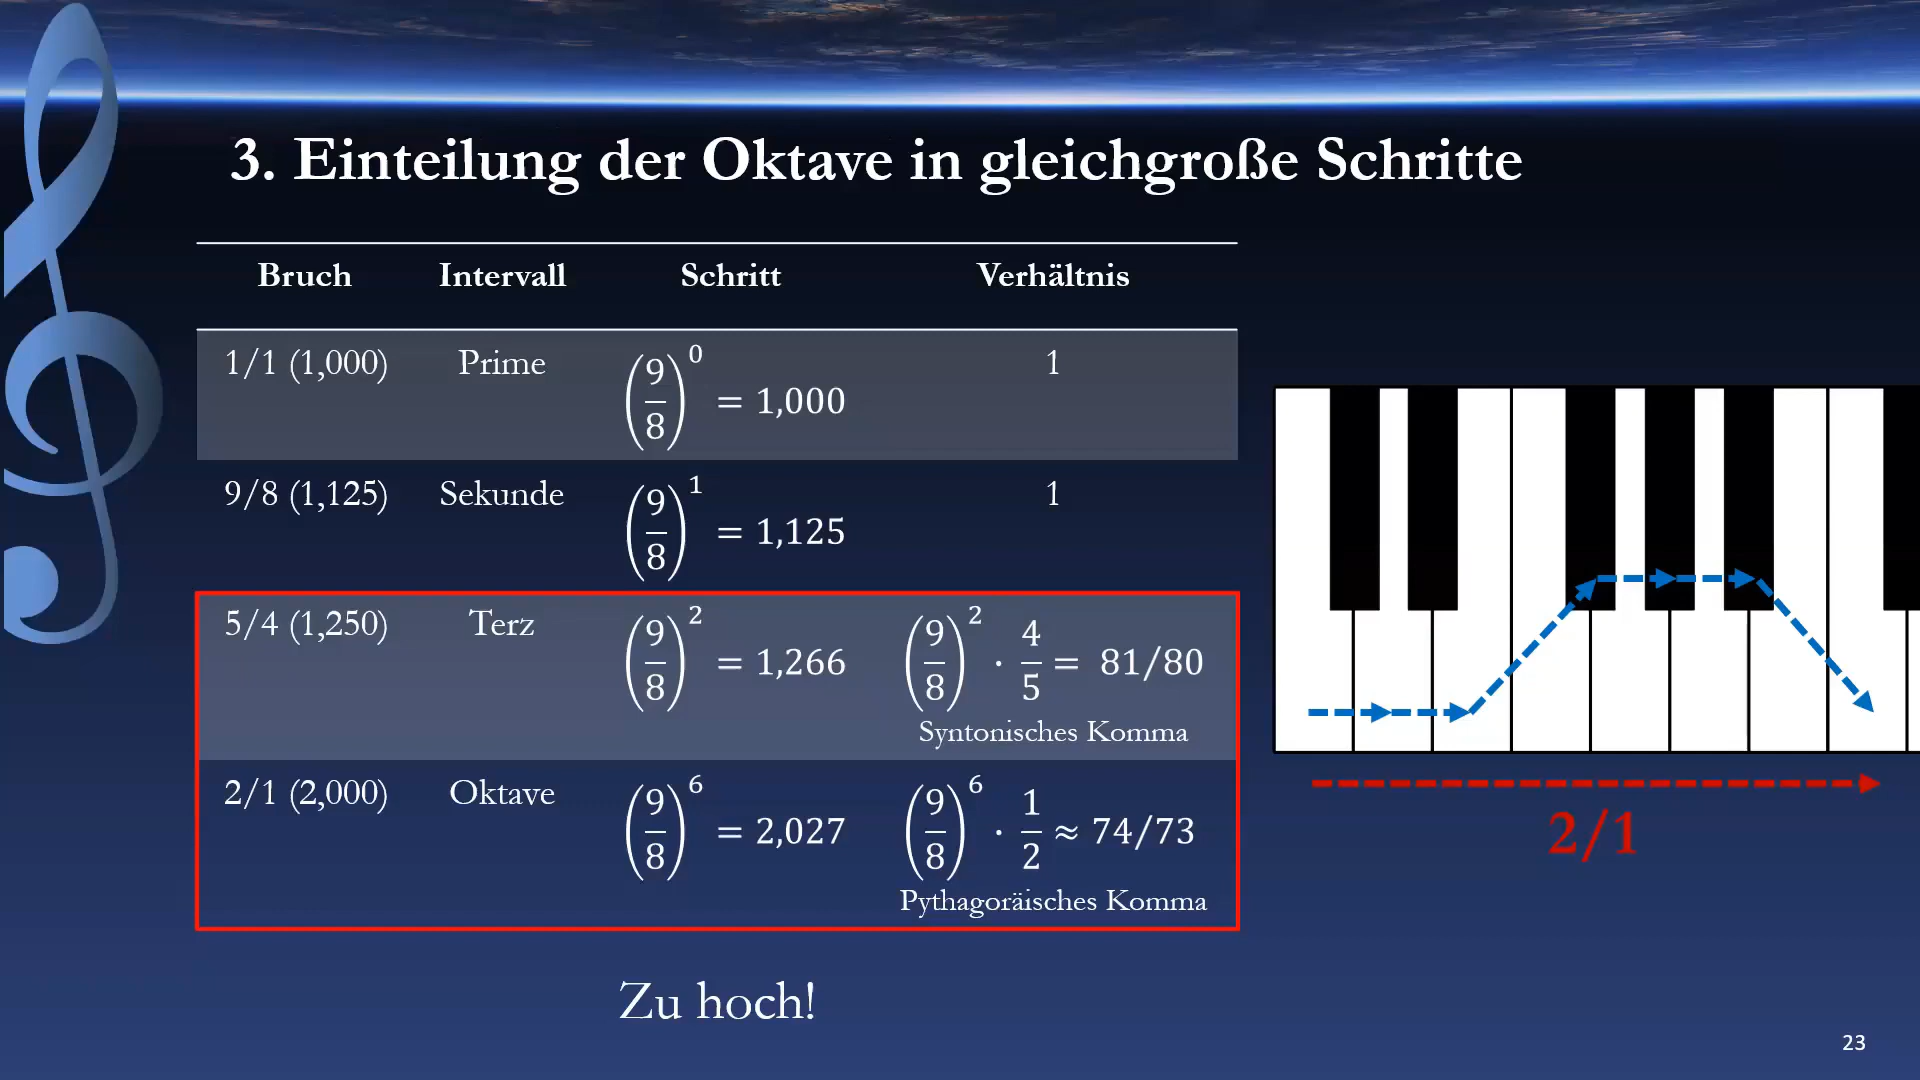 3. Einteilung der Oktave in gleichgroße Schritte
Bruch Intervall Schritt Verhältnis
1/1 (1,000) Prime (9/8)^0 = 1,000 1
9/8 (1,125) Sekunde (9/8)^1 = 1,125 1
5/4 (1,250) Terz (9/8)^2 = 1,266 (9/8)^2 · 4/5 = 81/80
Syntonisches Komma
2/1 (2,000) Oktave (9/8)^6 = 2,027 (9/8)^6 · 1/2 ≈ 74/73
Pythagoräisches Komma
2/1
Zu hoch!
23